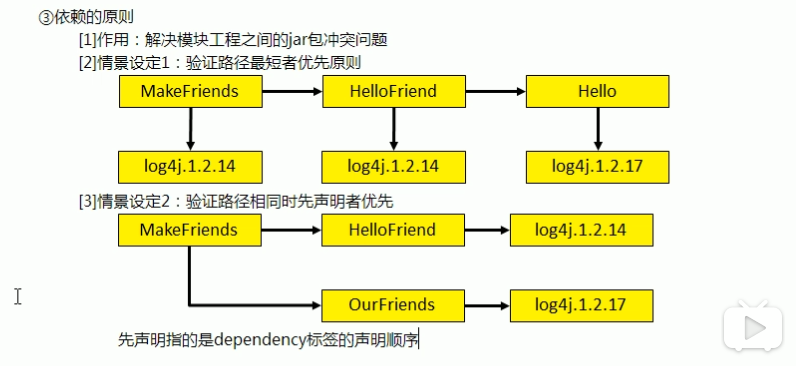 ③依赖的原则
[1]作用：解决模块工程之间的jar包冲突问题
[2]情景设定1：验证路径最短者优先原则
MakeFriends HelloFriend Hello
log4j.1.2.14 log4j.1.2.14 log4j.1.2.17
[3]情景设定2：验证路径相同时先声明者优先
MakeFriends HelloFriend log4j.1.2.14
OurFriends log4j.1.2.17
先声明指的是dependency标签的声明顺序